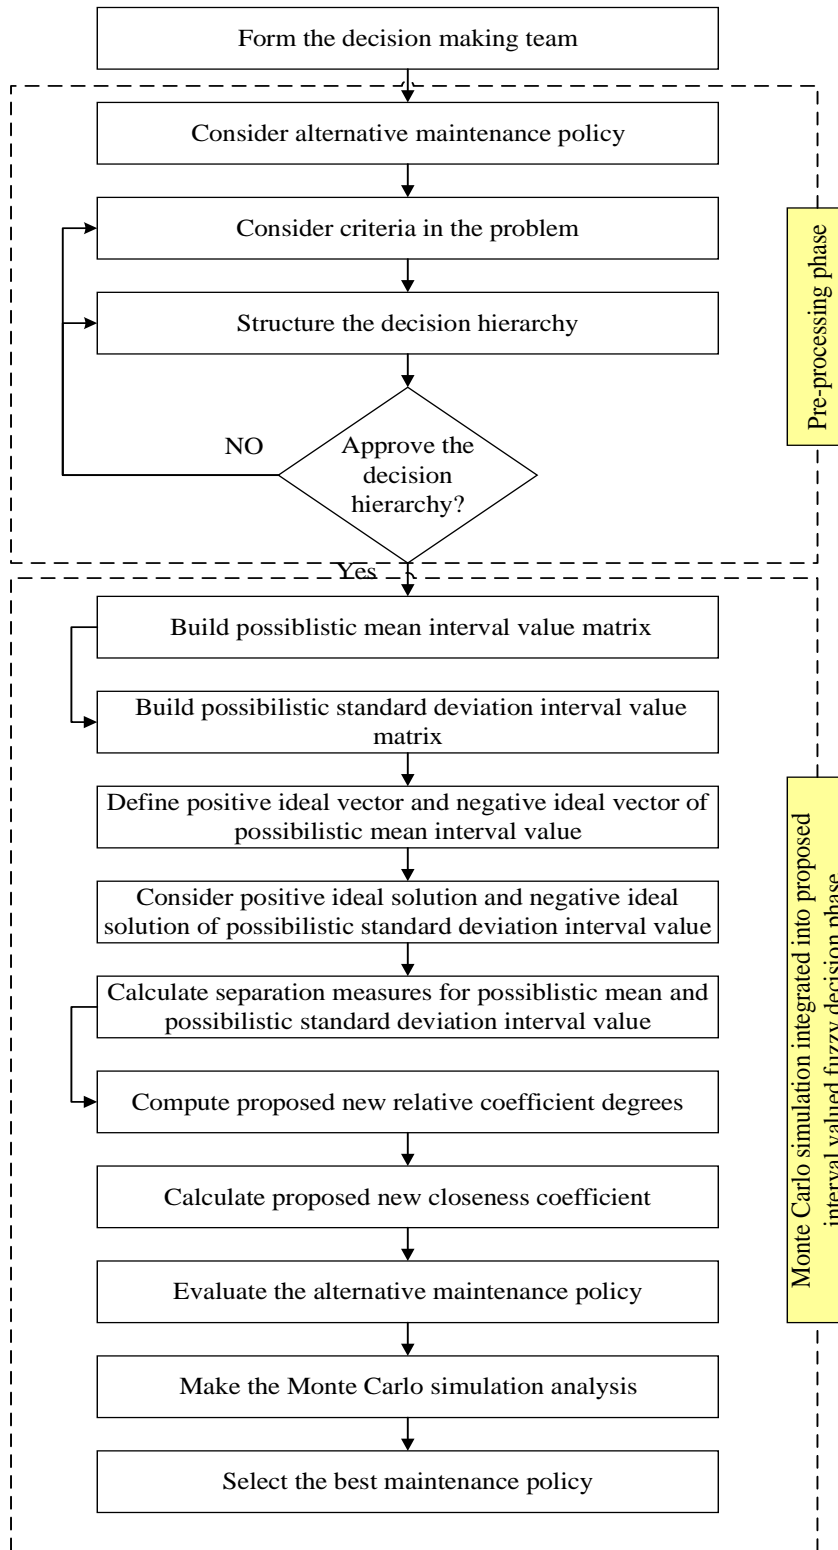 Form the decision making team
Consider alternative maintenance policy
Consider criteria in the problem
Structure the decision hierarchy
Pre-processing phase
NO
Approve the
decision
hierarchy?
Yes
Build possiblistic mean interval value matrix
Build possibilistic standard deviation interval value
matrix
Define positive ideal vector and negative ideal vector of
possibilistic mean interval value
Consider positive ideal solution and negative ideal
solution of possibilistic standard deviation interval value
Calculate separation measures for possiblistic mean and
possibilistic standard deviation interval value
Compute proposed new relative coefficient degrees
Calculate proposed new closeness coefficient
Evaluate the alternative maintenance policy
Make the Monte Carlo simulation analysis
Select the best maintenance policy
Monte Carlo simulation integrated into proposed
interval valued fuzzy decision phase